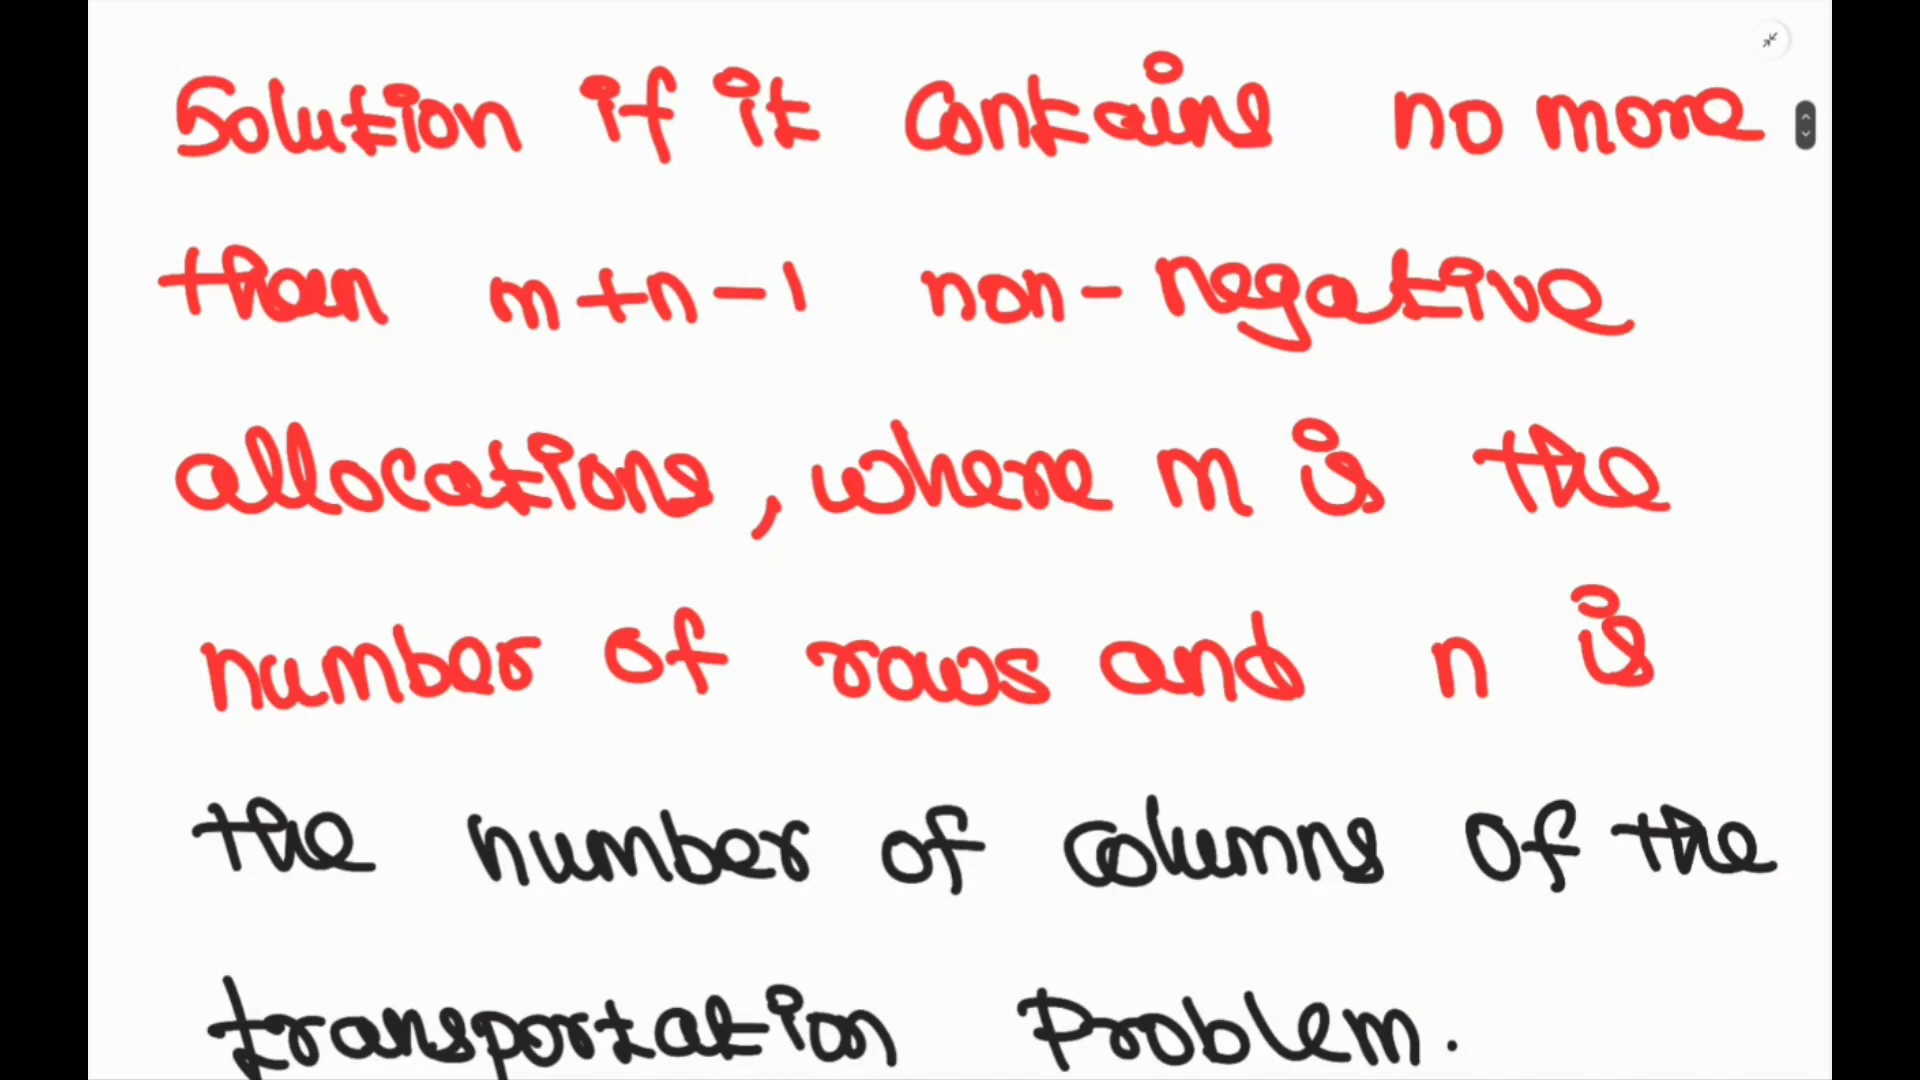 Solution if it contains no more
than m+n-1 non-negative
allocations, where m is the
number of rows and n is
the number of columns of the
transportation Problem.